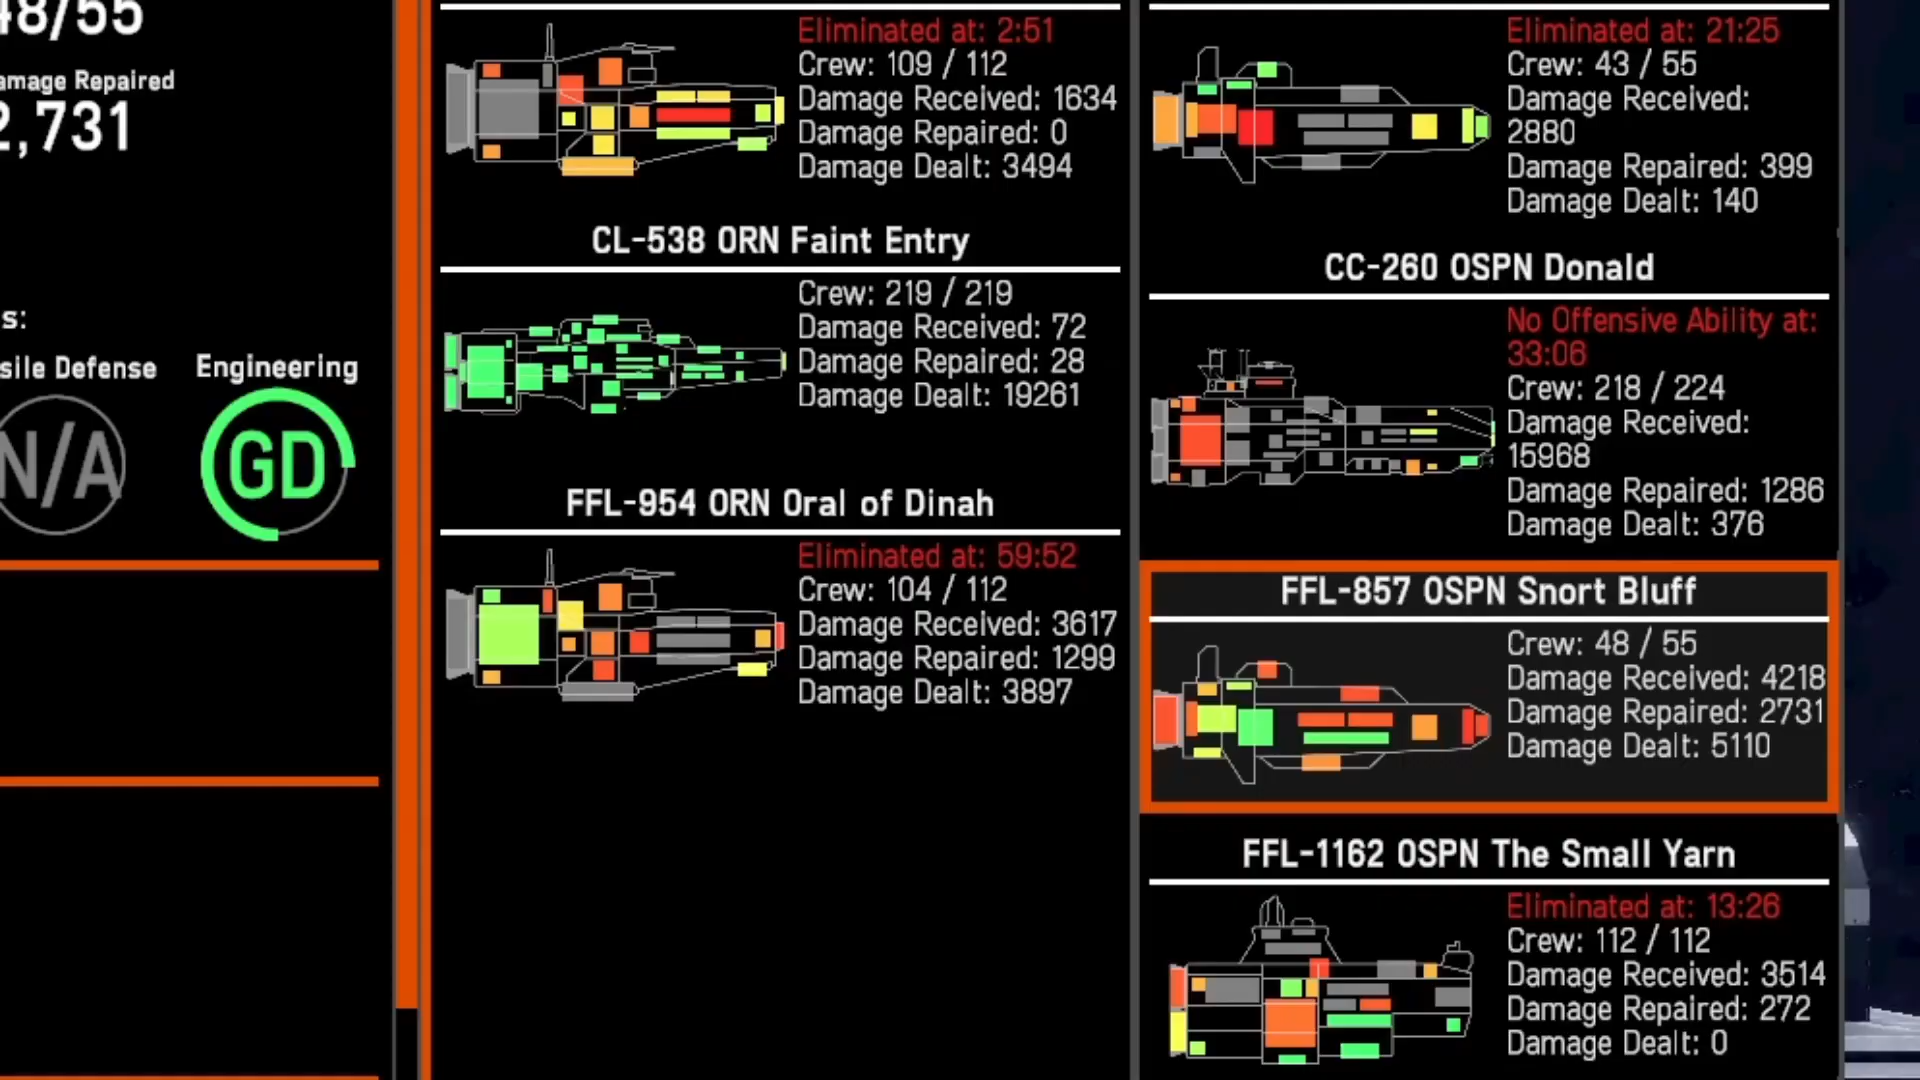 48/55
amage Repaired
2,731
s:
sile Defense
Engineering
N/A
GD
Eliminated at: 2:51
Crew: 109 / 112
Damage Received: 1634
Damage Repaired: 0
Damage Dealt: 3494
CL-538 ORN Faint Entry
Crew: 219 / 219
Damage Received: 72
Damage Repaired: 28
Damage Dealt: 19261
FFL-954 ORN Oral of Dinah
Eliminated at: 59:52
Crew: 104 / 112
Damage Received: 3617
Damage Repaired: 1299
Damage Dealt: 3897
Eliminated at: 21:25
Crew: 43 / 55
Damage Received:
2880
Damage Repaired: 399
Damage Dealt: 140
CC-260 OSPN Donald
No Offensive Ability at:
33:06
Crew: 218 / 224
Damage Received:
15968
Damage Repaired: 1286
Damage Dealt: 376
FFL-857 OSPN Snort Bluff
Crew: 48 / 55
Damage Received: 4218
Damage Repaired: 2731
Damage Dealt: 5110
FFL-1162 OSPN The Small Yarn
Eliminated at: 13:26
Crew: 112 / 112
Damage Received: 3514
Damage Repaired: 272
Damage Dealt: 0